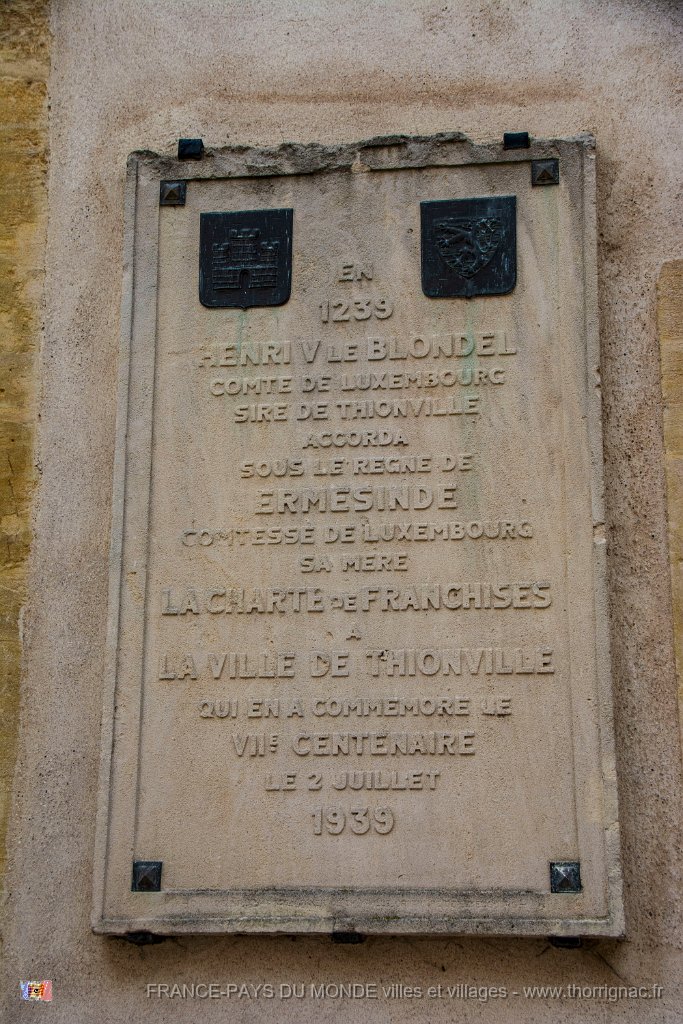 EN
1239
HENRI V LE BLONDEL
COMTE DE LUXEMBOURG
SIRE DE THIONVILLE
ACCORDA
SOUS LE REGNE DE
ERMESINDE
COMTESSE DE LUXEMBOURG
SA MERE
LA CHARTE DE FRANCHISES
A
LA VILLE DE THIONVILLE
QUI EN A COMMEMORE LE
VIIE CENTENAIRE
LE 2 JUILLET
1939
FRANCE-PAYS DU MONDE villes et villages - www.thorrignac.fr